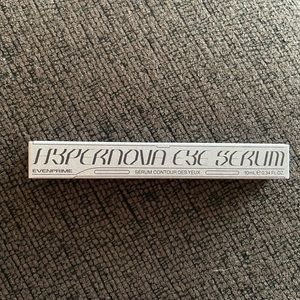 HYPERNOVA EYE SERUM
EVENPRIME SÉRUM CONTOUR DES YEUX 10mL ℮ 0.34 FL.OZ.